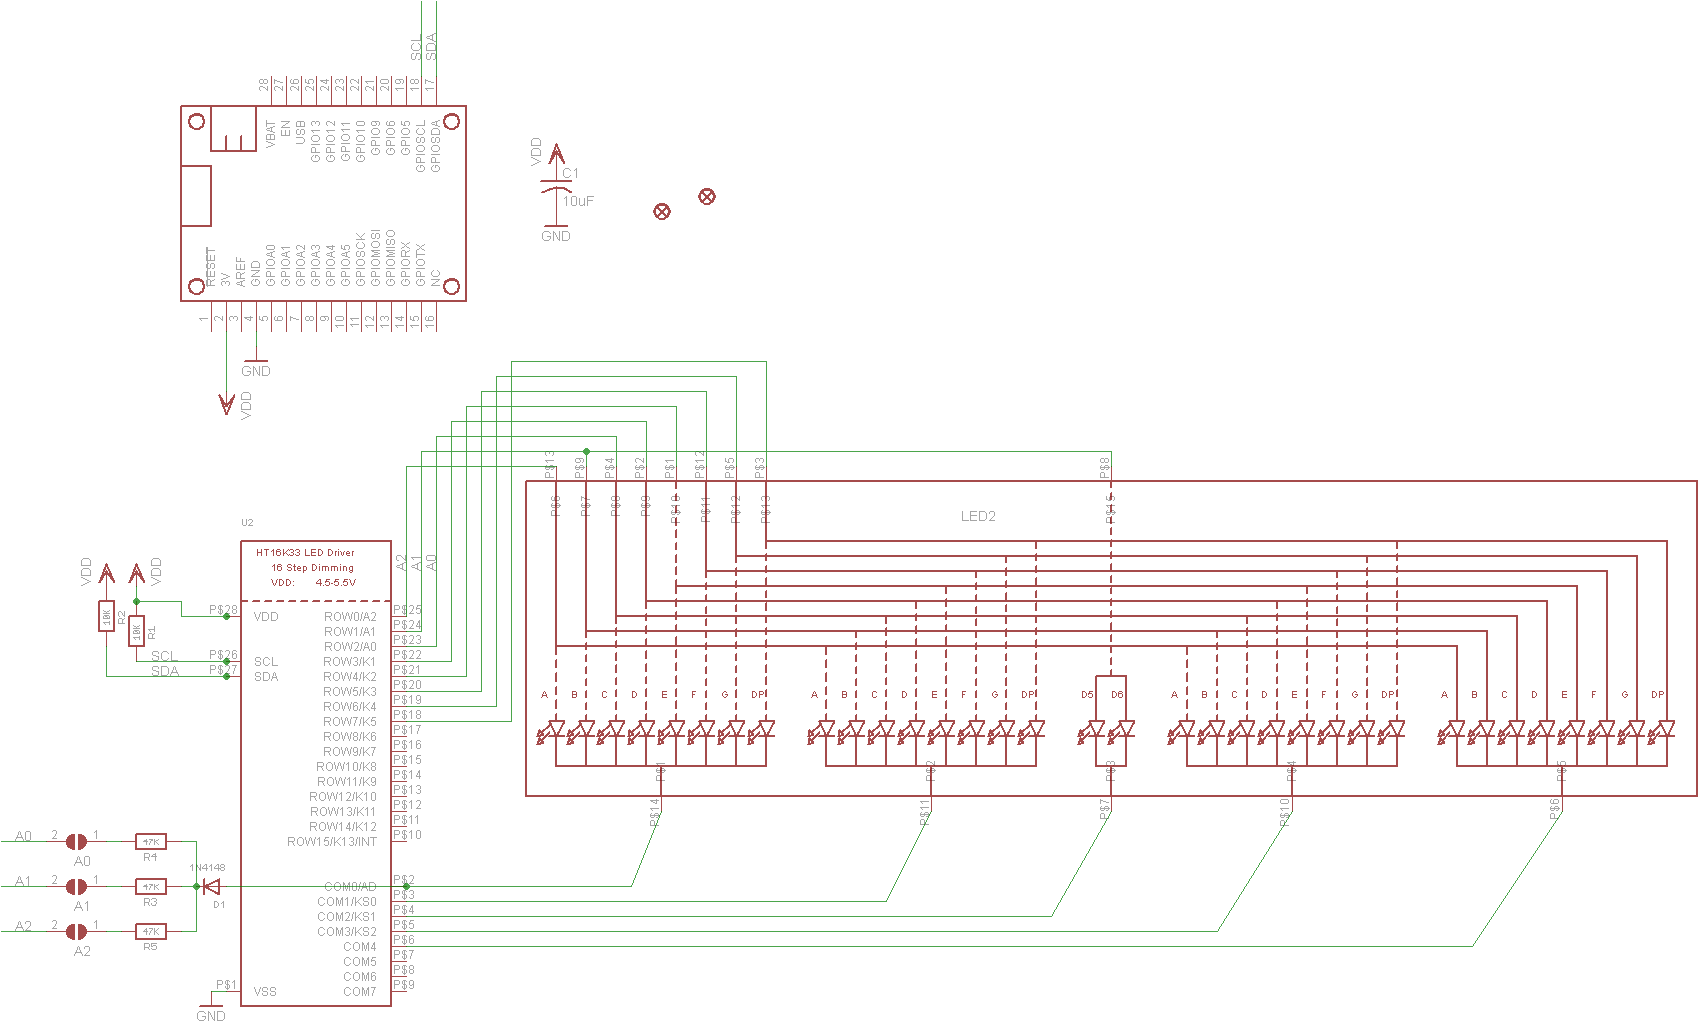 SCL
SDA
28
27
26
25
24
23
22
21
20
19
18
17
VBAT
EN
USB
GPIO13
GPIO12
GPIO11
GPIO10
GPIO9
GPIO6
GPIO5
GPIOSCL
GPIOSDA
RESET
3V
AREF
GND
GPIOA0
GPIOA1
GPIOA2
GPIOA3
GPIOA4
GPIOA5
GPIOSCK
GPIOMOSI
GPIOMISO
GPIORX
GPIOTX
NC
1
2
3
4
5
6
7
8
9
10
11
12
13
14
15
16
GND
VDD
VDD
C1
10uF
GND
P$13
P$9
P$4
P$2
P$1
P$12
P$5
P$3
P$8
P$6
P$7
P$8
P$9
P$10
P$11
P$12
P$13
P$15
LED2
U2
HT16K33 LED Driver
16 Step Dimming
VDD: 4.5-5.5V
A2
A1
A0
VDD
VDD
10K
R2
10K
R1
SCL
SDA
P$28
P$26
P$27
VDD
SCL
SDA
ROW0/A2
ROW1/A1
ROW2/A0
ROW3/K1
ROW4/K2
ROW5/K3
ROW6/K4
ROW7/K5
ROW8/K6
ROW9/K7
ROW10/K8
ROW11/K9
ROW12/K10
ROW13/K11
ROW14/K12
ROW15/K13/INT
COM0/AD
COM1/KS0
COM2/KS1
COM3/KS2
COM4
COM5
COM6
COM7
P$25
P$24
P$23
P$22
P$21
P$20
P$19
P$18
P$17
P$16
P$15
P$14
P$13
P$12
P$11
P$10
P$2
P$3
P$4
P$5
P$6
P$7
P$8
P$9
A B C D E F G DP
A B C D E F G DP
D5 D6
A B C D E F G DP
A B C D E F G DP
P$1
P$2
P$3
P$4
P$5
P$14
P$11
P$7
P$10
P$6
A0 2 1 47K
A0 R4
1N4148
D1
A1 2 1 47K
A1 R3
A2 2 1 47K
A2 R5
P$1
VSS
GND